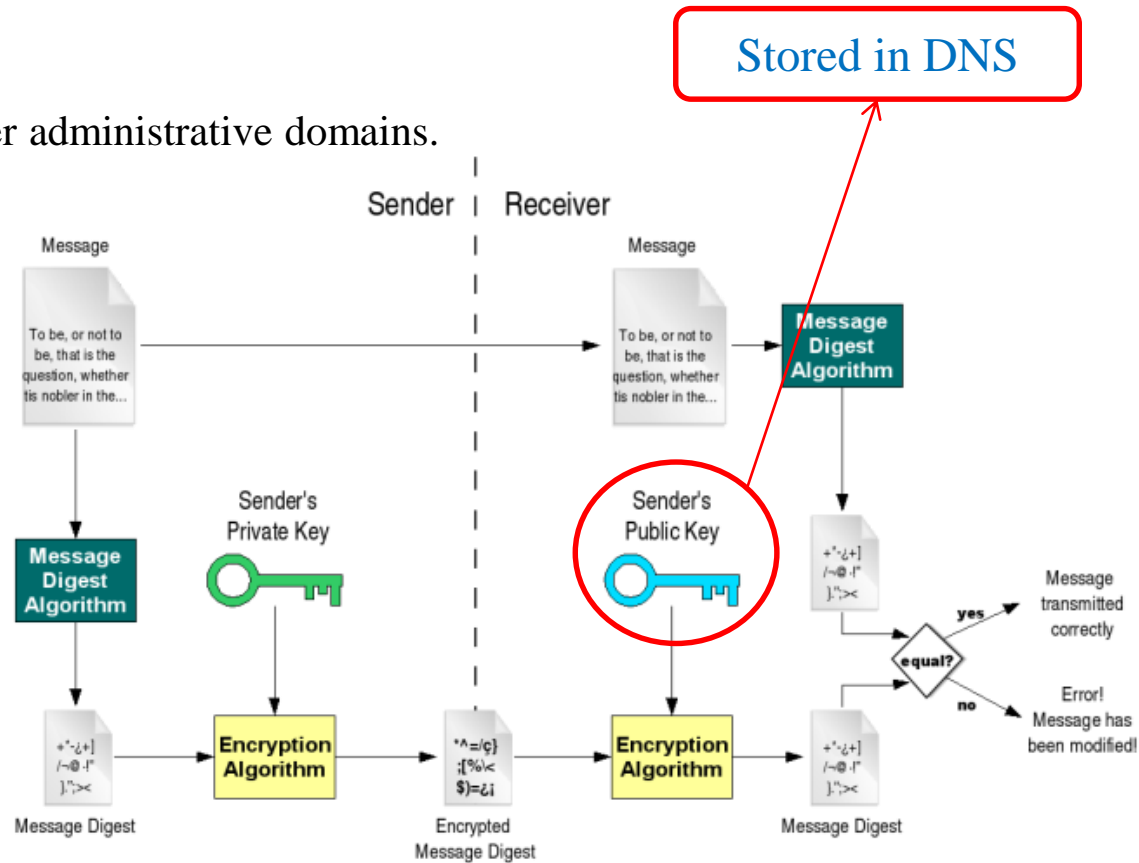 Stored in DNS
er administrative domains.
Sender
Receiver
Message
To be, or not to
be, that is the
question, whether
tis nobler in the...
Message
To be, or not to
be, that is the
question, whether
tis nobler in the...
Message
Digest
Algorithm
Sender's
Private Key
Sender's
Public Key
Message
Digest
Algorithm
+*-¿+]
/¬@ -!"
}.";><
Message
transmitted
correctly
yes
equal?
no
Error!
Message has
been modified!
+*-¿+]
/¬@ -!"
}.";><
Message Digest
Encryption
Algorithm
*^=/ç}
;[%\<
$)=¿¡
Encrypted
Message Digest
Encryption
Algorithm
+*-¿+]
/¬@ -!"
}.";><
Message Digest